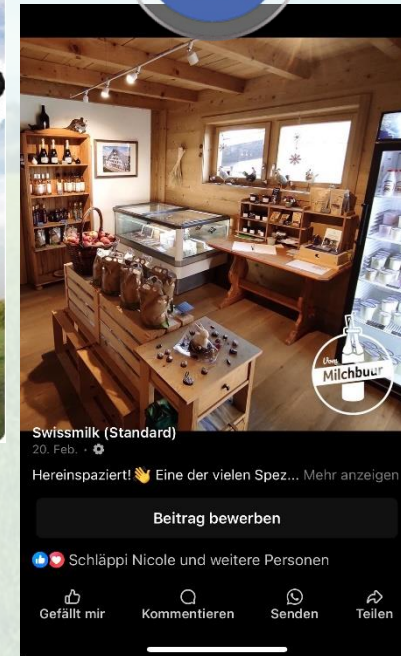 Vom
Milchbuur
Swissmilk (Standard)
20. Feb. ·
Hereinspaziert!👋 Eine der vielen Spez... Mehr anzeigen
Beitrag bewerben
Schläppi Nicole und weitere Personen
Gefällt mir
Kommentieren
Senden
Teilen